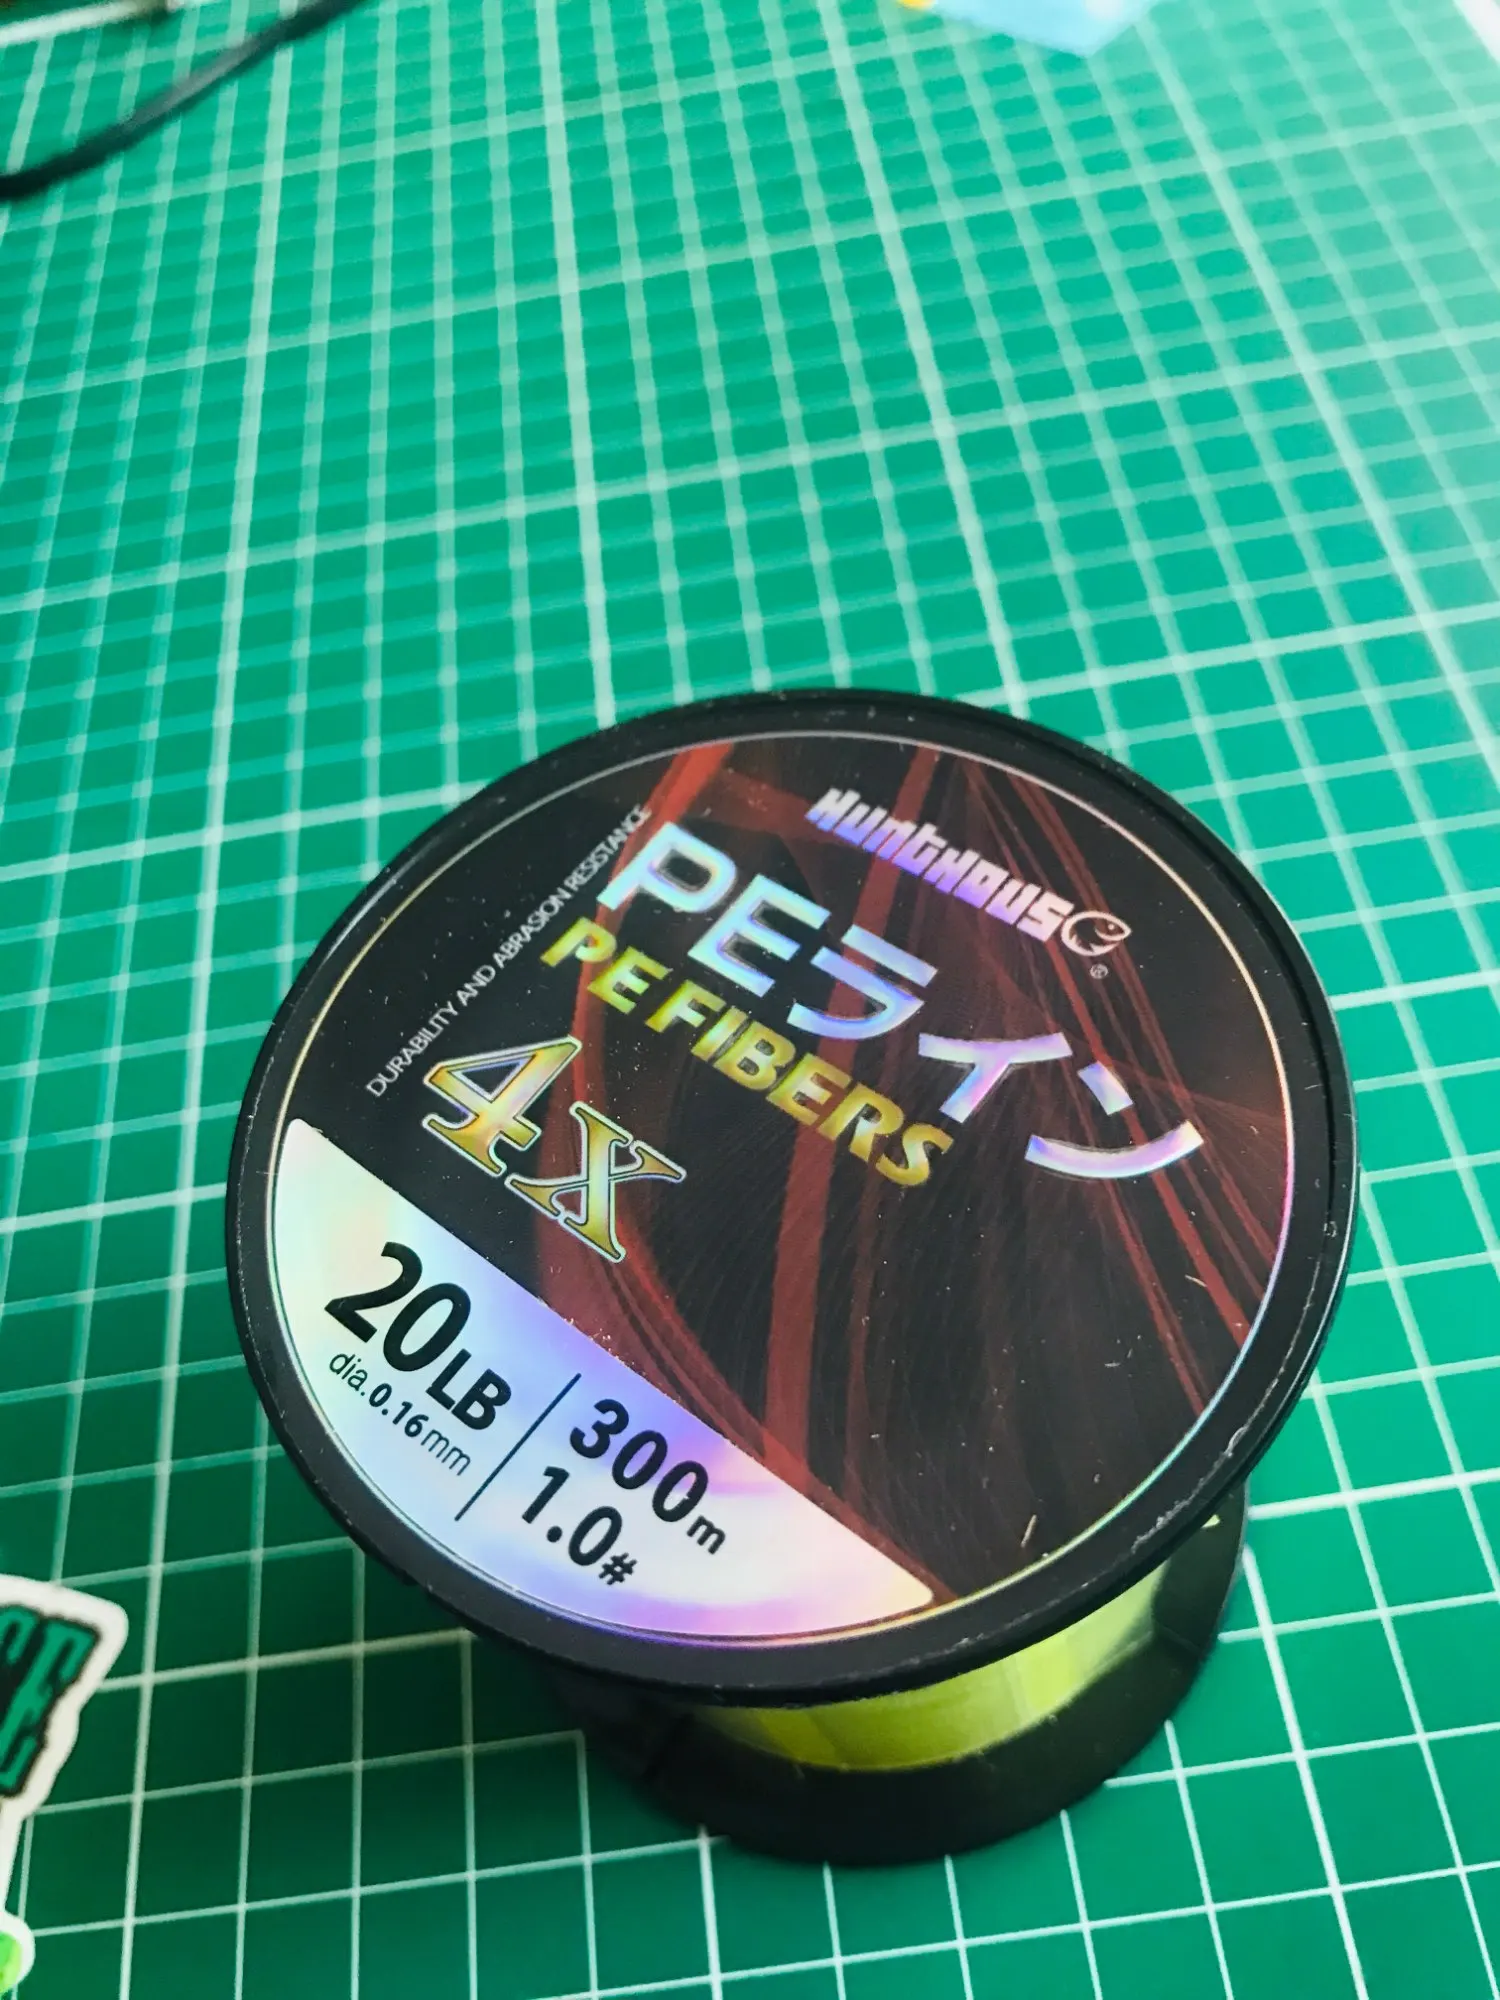 HUNTHOUSE
®
PEライン
PE FIBERS
DURABILITY AND ABRASION RESISTANCE
4X
20LB
dia.0.16mm
300m
1.0#